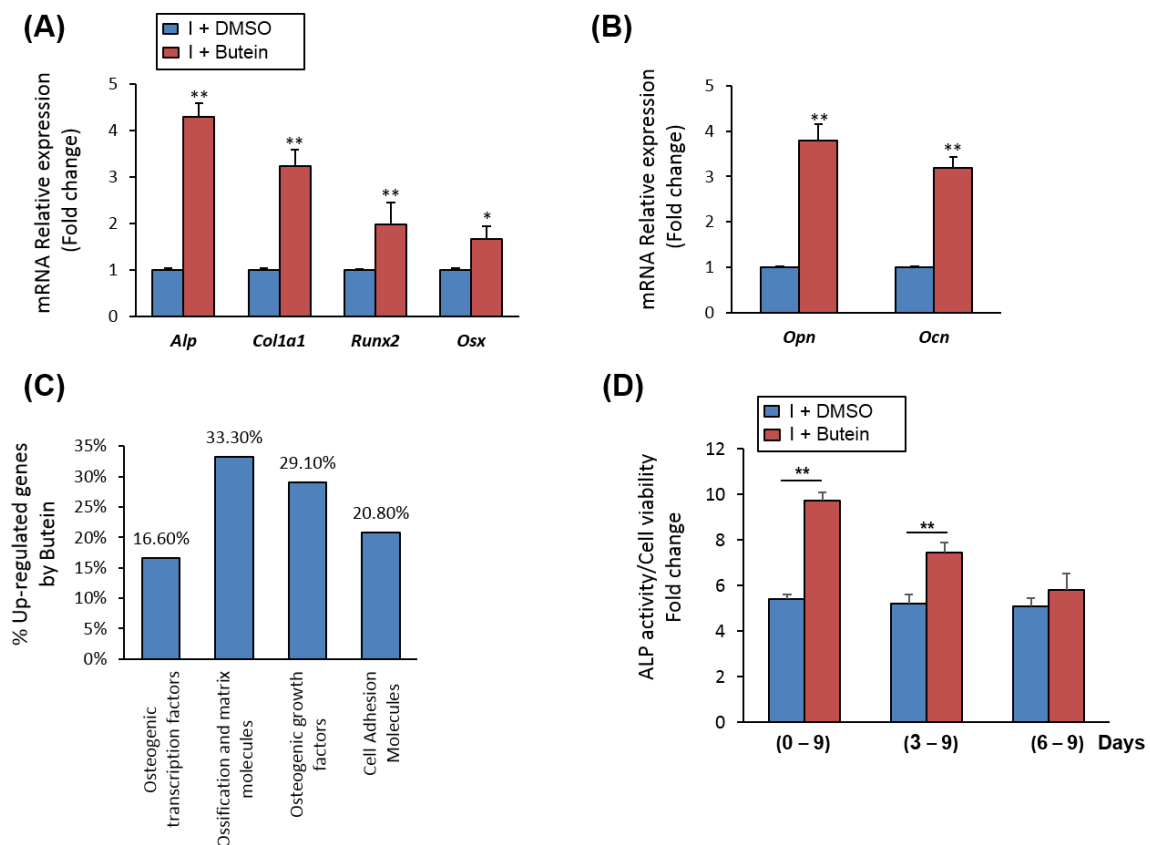 (A)
I + DMSO
I + Butein
mRNA Relative expression
(Fold change)
5
4
3
2
1
0
**
**
**
*
Alp Col1a1 Runx2 Osx
(B)
mRNA Relative expression
(Fold change)
5
4
3
2
1
0
**
**
Opn Ocn
(C)
% Up-regulated genes
by Butein
35%
30%
25%
20%
15%
10%
5%
0%
16.60%
33.30%
29.10%
20.80%
Osteogenic
transcription factors
Ossification and matrix
molecules
Osteogenic growth
factors
Cell Adhesion
Molecules
(D)
I + DMSO
I + Butein
ALP activity/Cell viability
Fold change
12
10
8
6
4
2
0
**
**
(0 – 9) (3 – 9) (6 – 9) Days